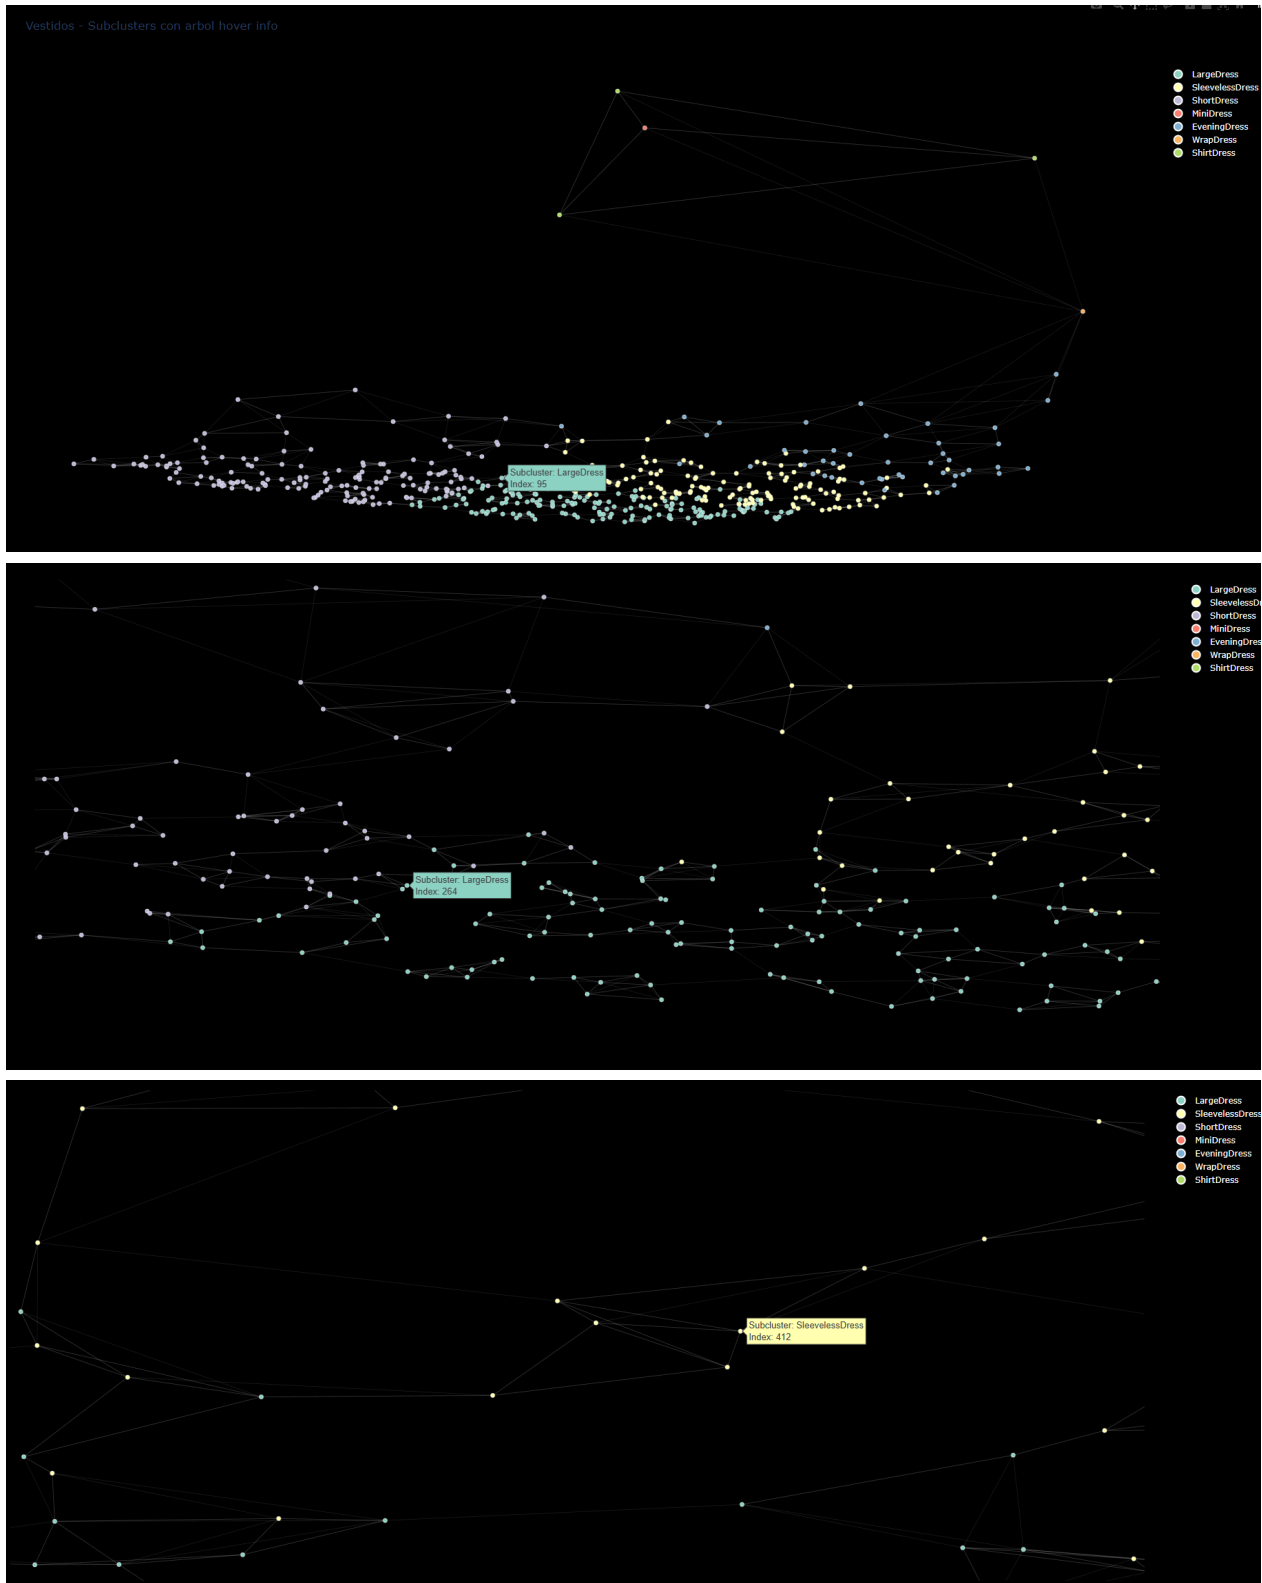 Vestidos - Subclusters con arbol hover info
LargeDress
SleevelessDress
ShortDress
MiniDress
EveningDress
WrapDress
ShirtDress
Subcluster: LargeDress
Index: 95
LargeDress
SleevelessDr
ShortDress
MiniDress
EveningDres
WrapDress
ShirtDress
Subcluster: LargeDress
Index: 264
LargeDress
SleevelessDress
ShortDress
MiniDress
EveningDress
WrapDress
ShirtDress
Subcluster: SleevelessDress
Index: 412